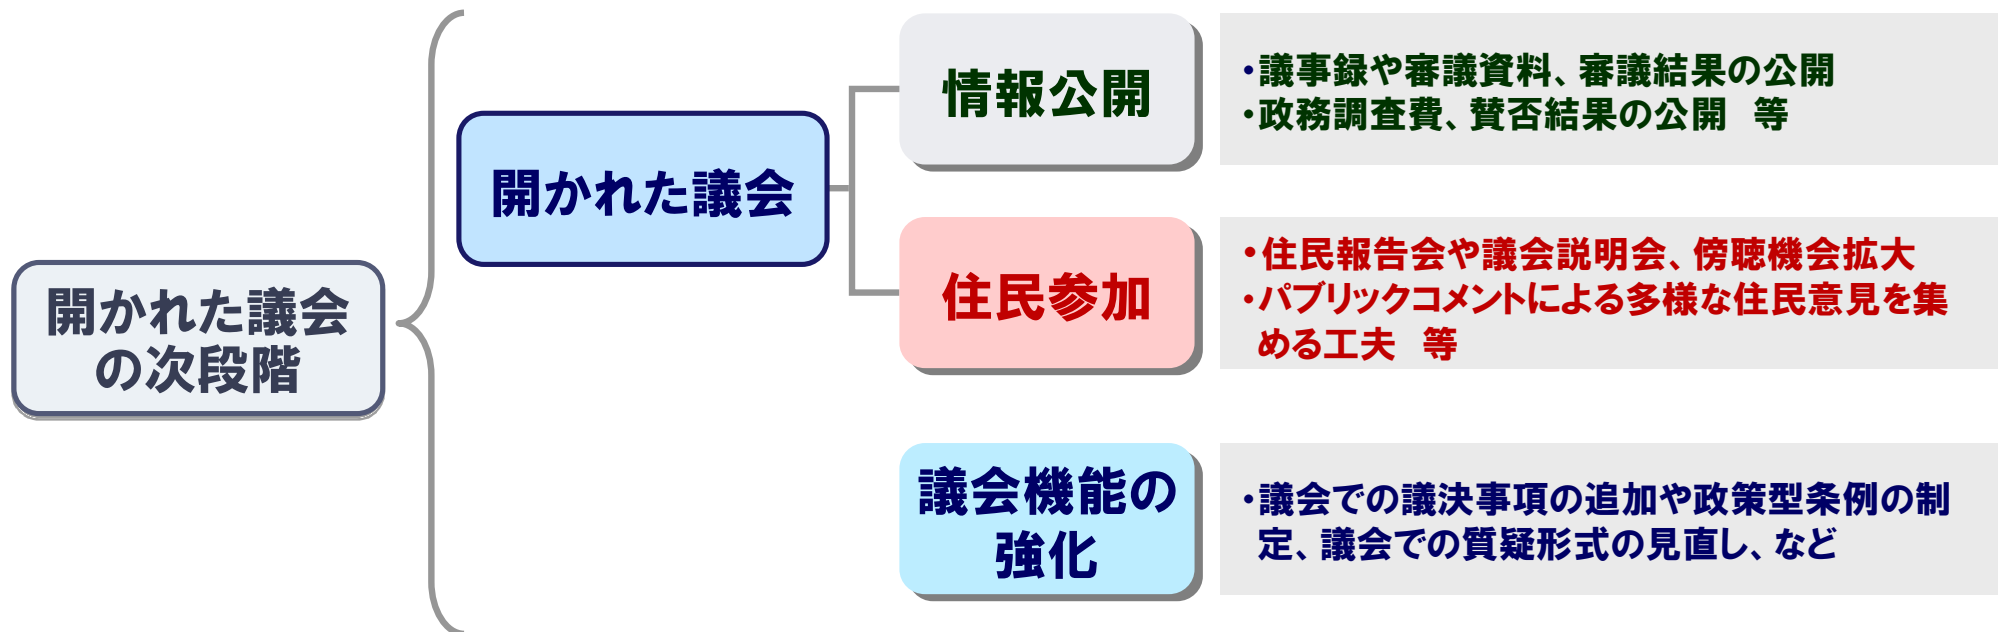 開かれた議会
の次段階
開かれた議会
情報公開
・議事録や審議資料、審議結果の公開
・政務調査費、賛否結果の公開　等
住民参加
・住民報告会や議会説明会、傍聴機会拡大
・パブリックコメントによる多様な住民意見を集
める工夫　等
議会機能の
強化
・議会での議決事項の追加や政策型条例の制
定、議会での質疑形式の見直し、など